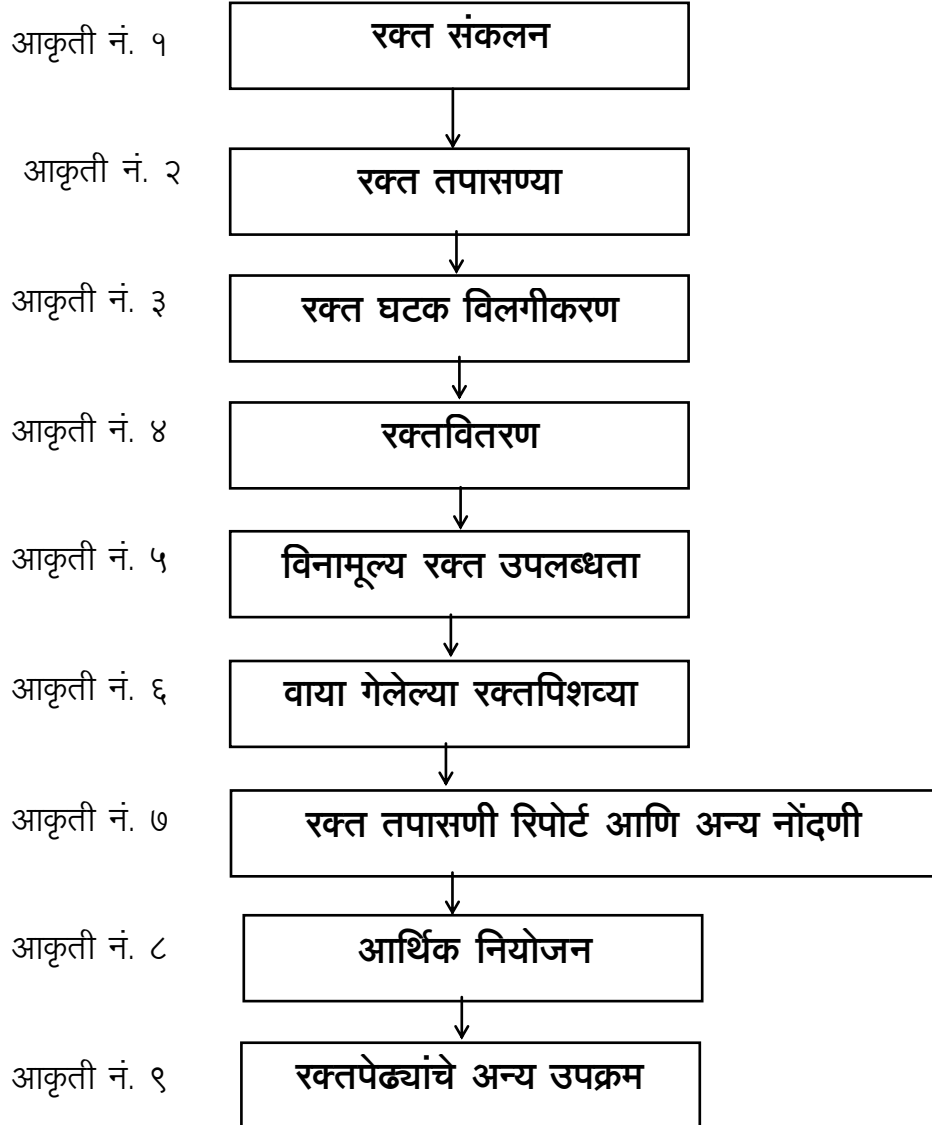 आकृती नं. १ रक्त संकलन
आकृती नं. २ रक्त तपासण्या
आकृती नं. ३ रक्त घटक विलगीकरण
आकृती नं. ४ रक्तवितरण
आकृती नं. ५ विनामूल्य रक्त उपलब्धता
आकृती नं. ६ वाया गेलेल्या रक्तपिशव्या
आकृती नं. ७ रक्त तपासणी रिपोर्ट आणि अन्य नोंदणी
आकृती नं. ८ आर्थिक नियोजन
आकृती नं. ९ रक्तपेढ्यांचे अन्य उपक्रम